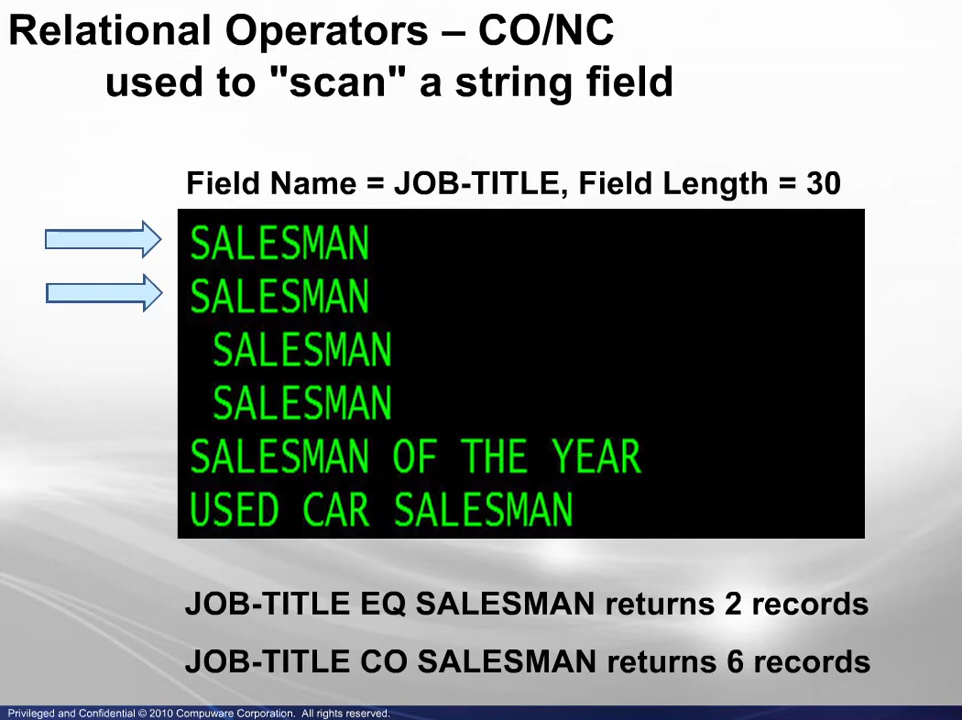 Relational Operators – CO/NC
used to "scan" a string field
Field Name = JOB-TITLE, Field Length = 30
SALESMAN
SALESMAN
SALESMAN
SALESMAN
SALESMAN OF THE YEAR
USED CAR SALESMAN
JOB-TITLE EQ SALESMAN returns 2 records
JOB-TITLE CO SALESMAN returns 6 records
Privileged and Confidential © 2010 Compuware Corporation. All rights reserved.